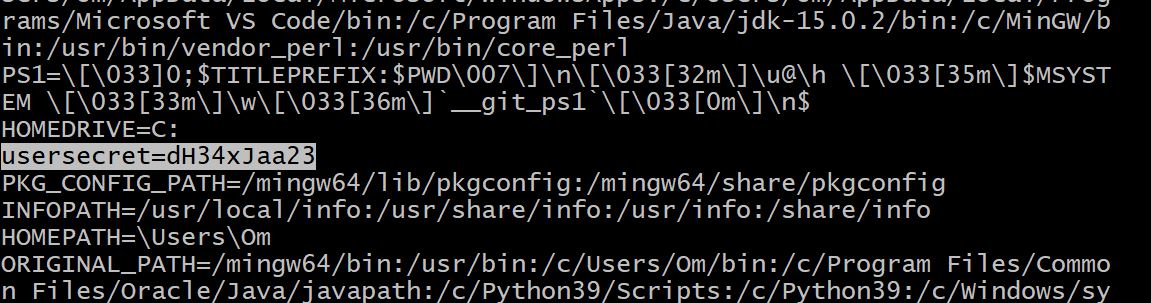 rams/Microsoft VS Code/bin:/c/Program Files/Java/jdk-15.0.2/bin:/c/MinGW/b
in:/usr/bin/vendor_perl:/usr/bin/core_perl
PS1=\[\033]0;$TITLEPREFIX:$PWD\007\]\n\[\033[32m\]\u@\h \[\033[35m\]$MSYST
EM \[\033[33m\]\w\[\033[36m\]`__git_ps1`\[\033[0m\]\n$
HOMEDRIVE=C:
usersecret=dH34xJaa23
PKG_CONFIG_PATH=/mingw64/lib/pkgconfig:/mingw64/share/pkgconfig
INFOPATH=/usr/local/info:/usr/share/info:/usr/info:/share/info
HOMEPATH=\Users\Om
ORIGINAL_PATH=/mingw64/bin:/usr/bin:/c/Users/Om/bin:/c/Program Files/Commo
n Files/Oracle/Java/javapath:/c/Python39/Scripts:/c/Python39:/c/Windows/sy